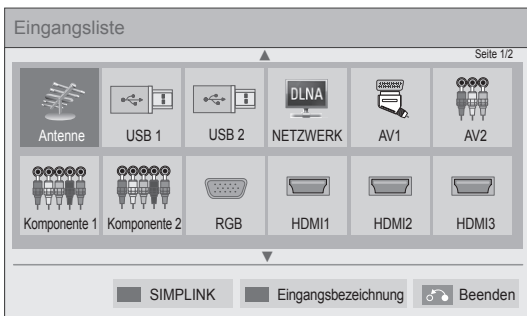 Eingangsliste
Seite 1/2
DLNA
Antenne USB 1 USB 2 NETZWERK AV1 AV2
Komponente 1 Komponente 2 RGB HDMI1 HDMI2 HDMI3
SIMPLINK Eingangsbezeichnung Beenden